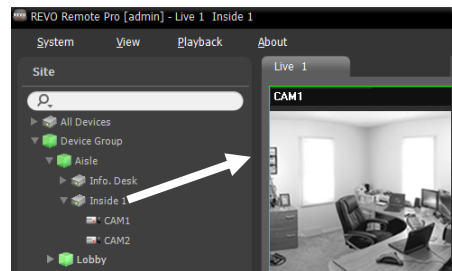 REVO REVO Remote Pro [admin] - Live 1 Inside 1
System View Playback About
Site
Live 1
CAM1
All Devices
Device Group
Aisle
Info. Desk
Inside 1
CAM1
CAM2
Lobby